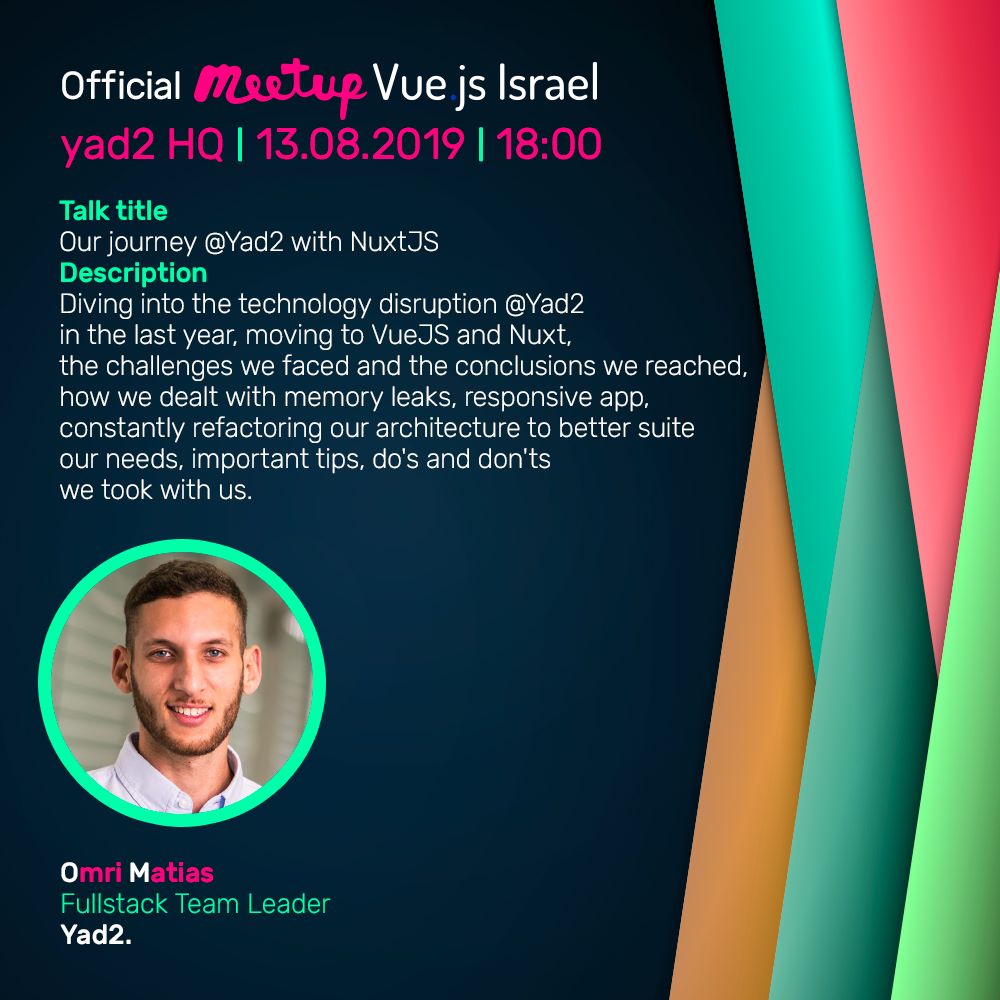 Official Meetup Vue.js Israel
yad2 HQ | 13.08.2019 | 18:00
Talk title
Our journey @Yad2 with NuxtJS
Description
Diving into the technology disruption @Yad2
in the last year, moving to VueJS and Nuxt,
the challenges we faced and the conclusions we reached,
how we dealt with memory leaks, responsive app,
constantly refactoring our architecture to better suite
our needs, important tips, do's and don'ts
we took with us.
Omri Matias
Fullstack Team Leader
Yad2.